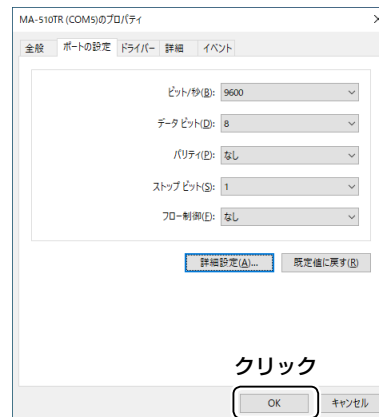 MA-510TR (COM5)のプロパティ
全般 ポートの設定 ドライバー 詳細 イベント
ビット/秒(B): 9600
データ ビット(D): 8
パリティ(P): なし
ストップ ビット(S): 1
フロー制御(F): なし
詳細設定(A)... 既定値に戻す(R)
クリック
OK キャンセル